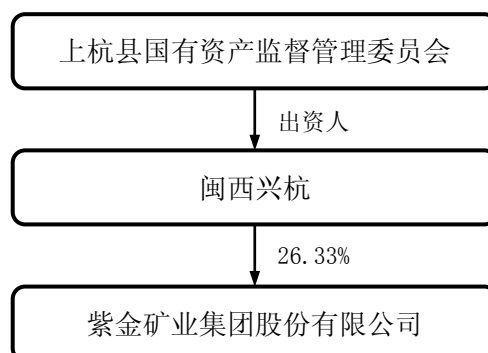 上杭县国有资产监督管理委员会
出资人
闽西兴杭
26.33%
紫金矿业集团股份有限公司